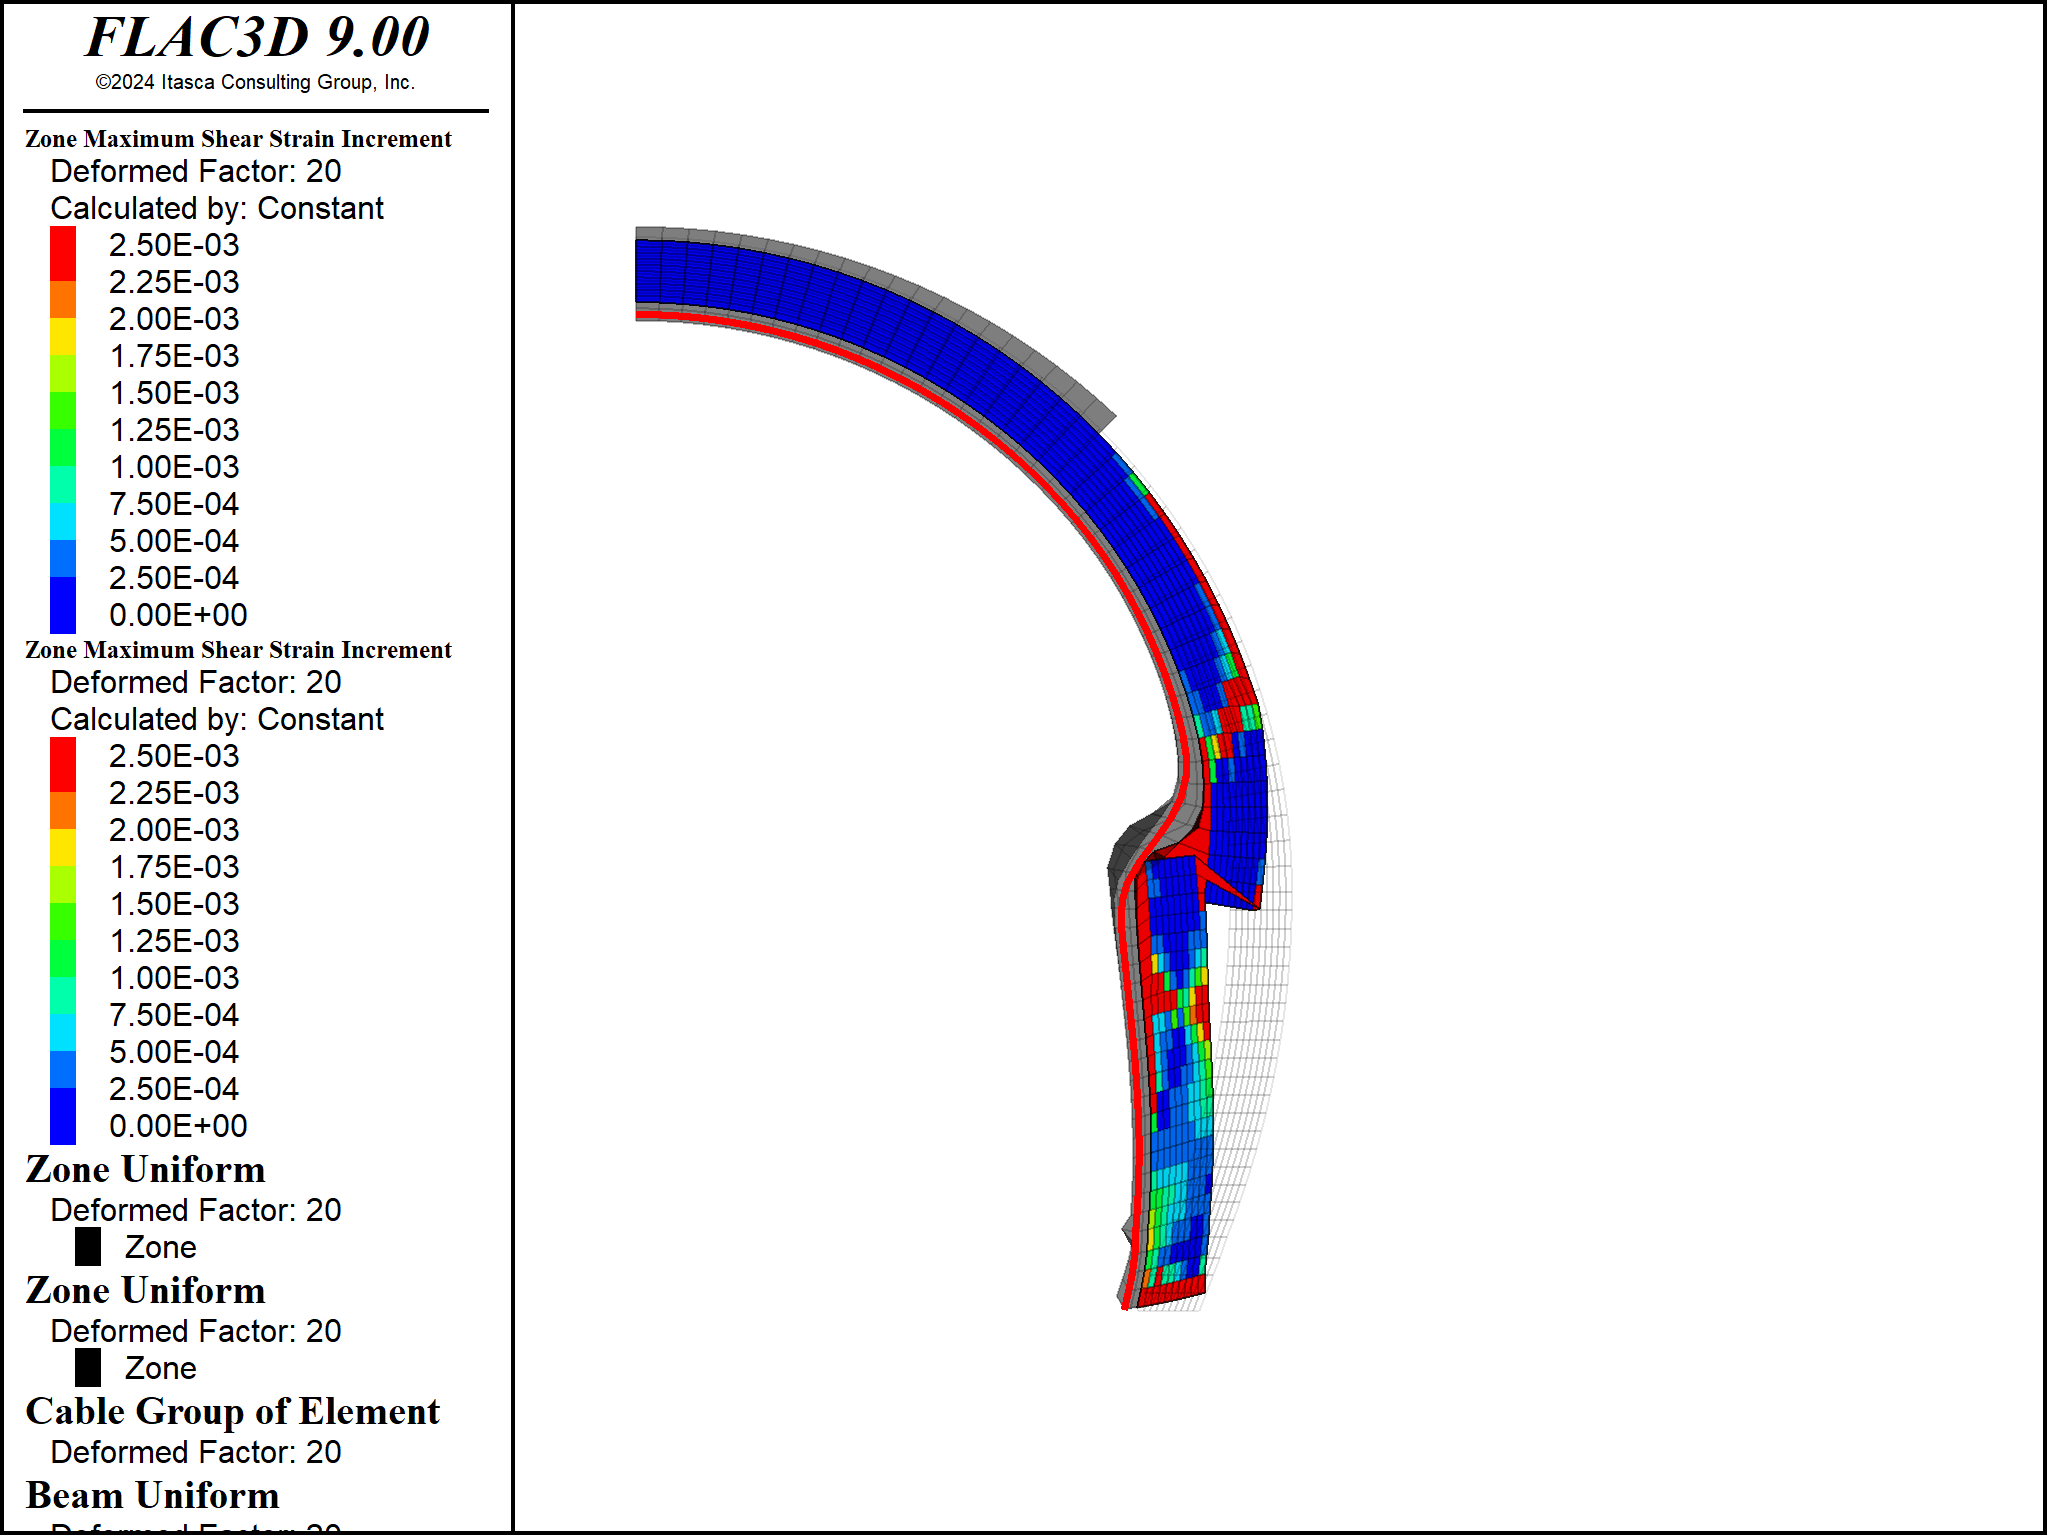 FLAC3D 9.00
©2024 Itasca Consulting Group, Inc.
Zone Maximum Shear Strain Increment
Deformed Factor: 20
Calculated by: Constant
2.50E-03
2.25E-03
2.00E-03
1.75E-03
1.50E-03
1.25E-03
1.00E-03
7.50E-04
5.00E-04
2.50E-04
0.00E+00
Zone Maximum Shear Strain Increment
Deformed Factor: 20
Calculated by: Constant
2.50E-03
2.25E-03
2.00E-03
1.75E-03
1.50E-03
1.25E-03
1.00E-03
7.50E-04
5.00E-04
2.50E-04
0.00E+00
Zone Uniform
Deformed Factor: 20
Zone
Zone Uniform
Deformed Factor: 20
Zone
Cable Group of Element
Deformed Factor: 20
Beam Uniform